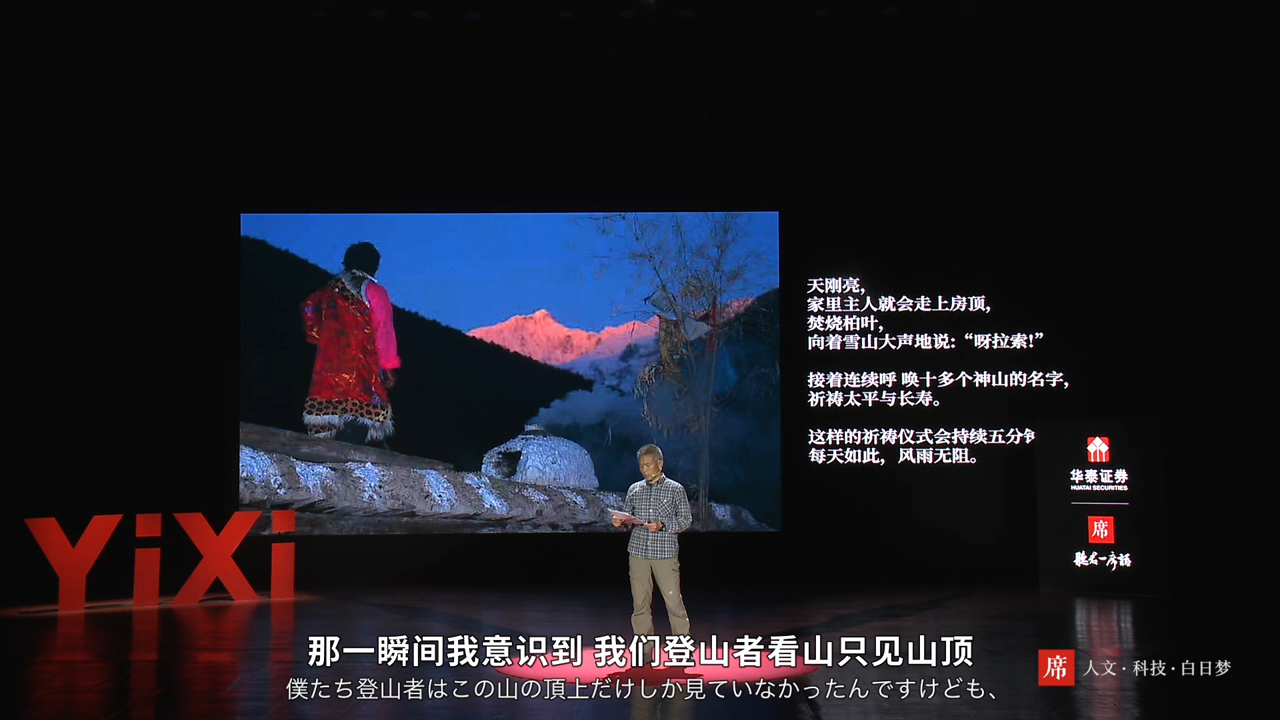 天刚亮，
家里主人就会走上房顶，
焚烧柏叶，
向着雪山大声地说：“呀拉索！”
接着连续呼 唤十多个神山的名字，
祈祷太平与长寿。
这样的祈祷仪式会持续五分钟
每天如此，风雨无阻。
华泰证券
HUATAI SECURITIES
席
听君一席话
YiXi
那一瞬间我意识到 我们登山者看山只见山顶
僕たち登山者はこの山の頂上だけしか見ていなかったんですけども、
席 人文·科技·白日梦